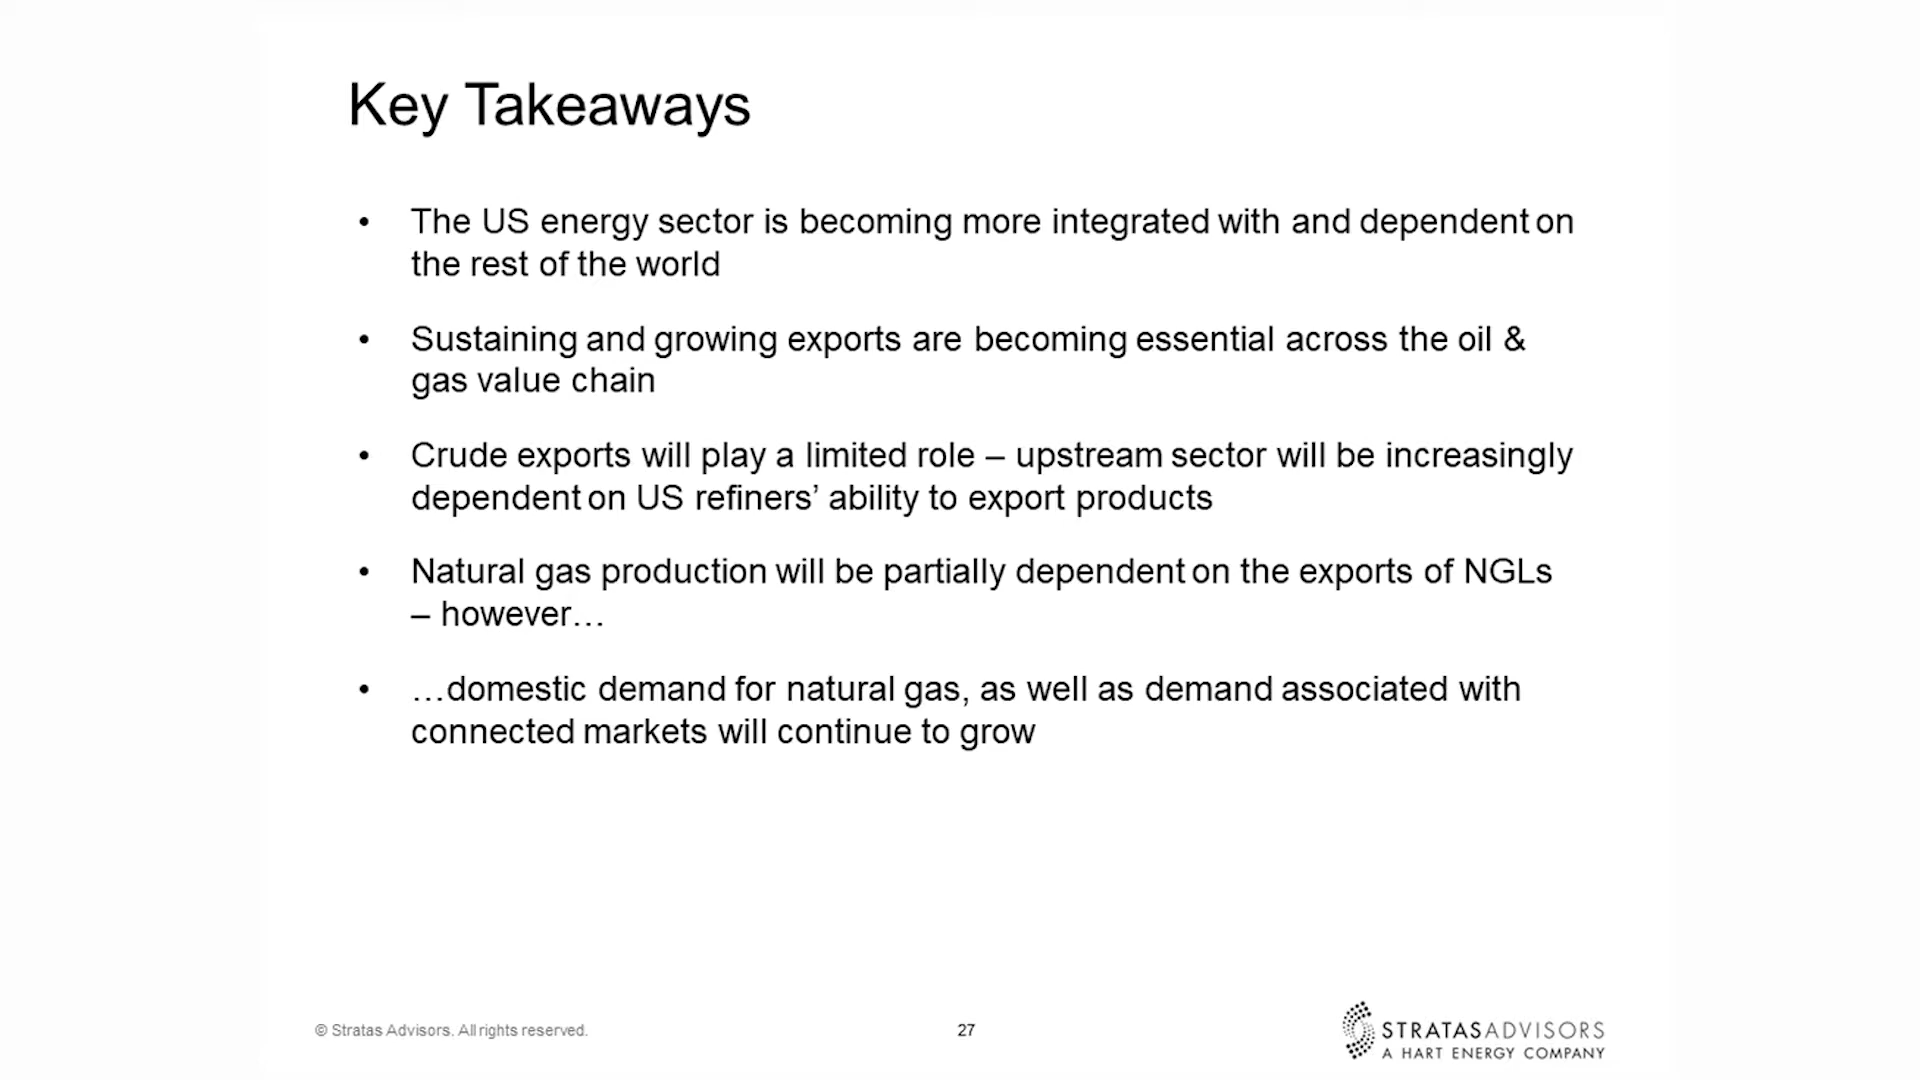 Key Takeaways
• The US energy sector is becoming more integrated with and dependent on
the rest of the world
• Sustaining and growing exports are becoming essential across the oil &
gas value chain
• Crude exports will play a limited role – upstream sector will be increasingly
dependent on US refiners’ ability to export products
• Natural gas production will be partially dependent on the exports of NGLs
– however…
• …domestic demand for natural gas, as well as demand associated with
connected markets will continue to grow
© Stratas Advisors. All rights reserved.
27
STRATAS ADVISORS
A HART ENERGY COMPANY